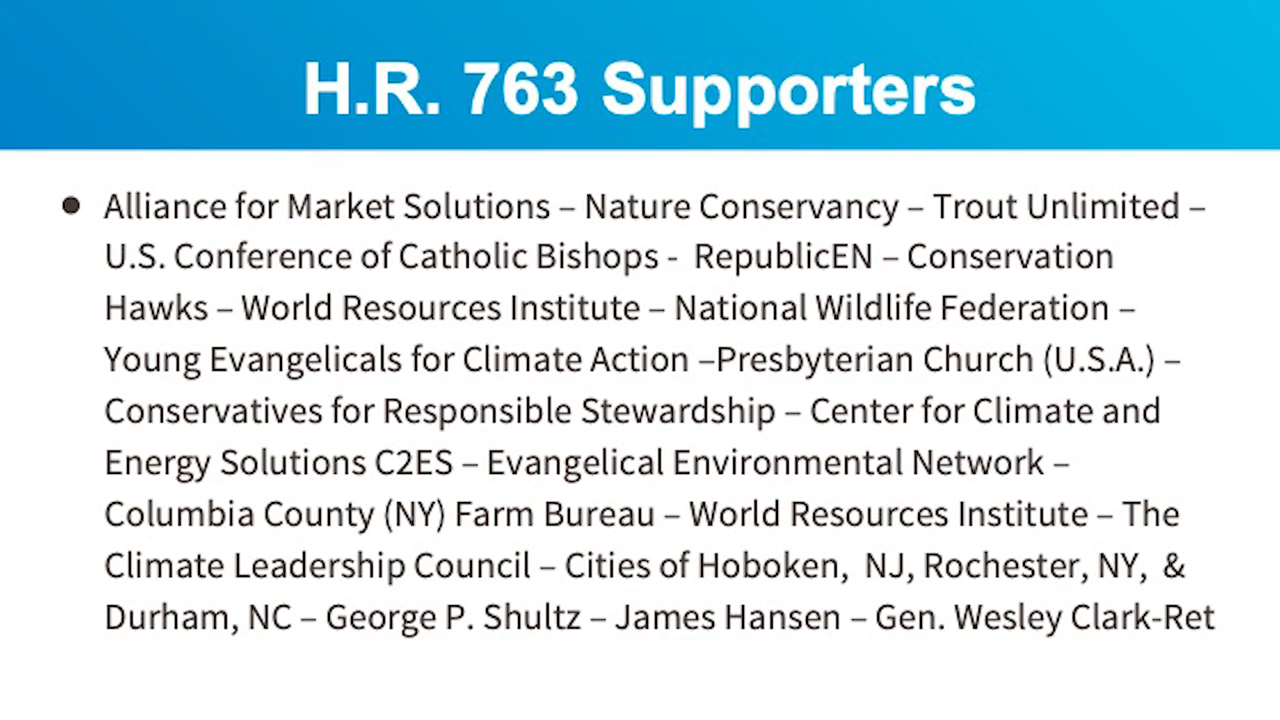 H.R. 763 Supporters
● Alliance for Market Solutions – Nature Conservancy – Trout Unlimited –
U.S. Conference of Catholic Bishops - RepublicEN – Conservation
Hawks – World Resources Institute – National Wildlife Federation –
Young Evangelicals for Climate Action –Presbyterian Church (U.S.A.) –
Conservatives for Responsible Stewardship – Center for Climate and
Energy Solutions C2ES – Evangelical Environmental Network –
Columbia County (NY) Farm Bureau – World Resources Institute – The
Climate Leadership Council – Cities of Hoboken, NJ, Rochester, NY, &
Durham, NC – George P. Shultz – James Hansen – Gen. Wesley Clark-Ret